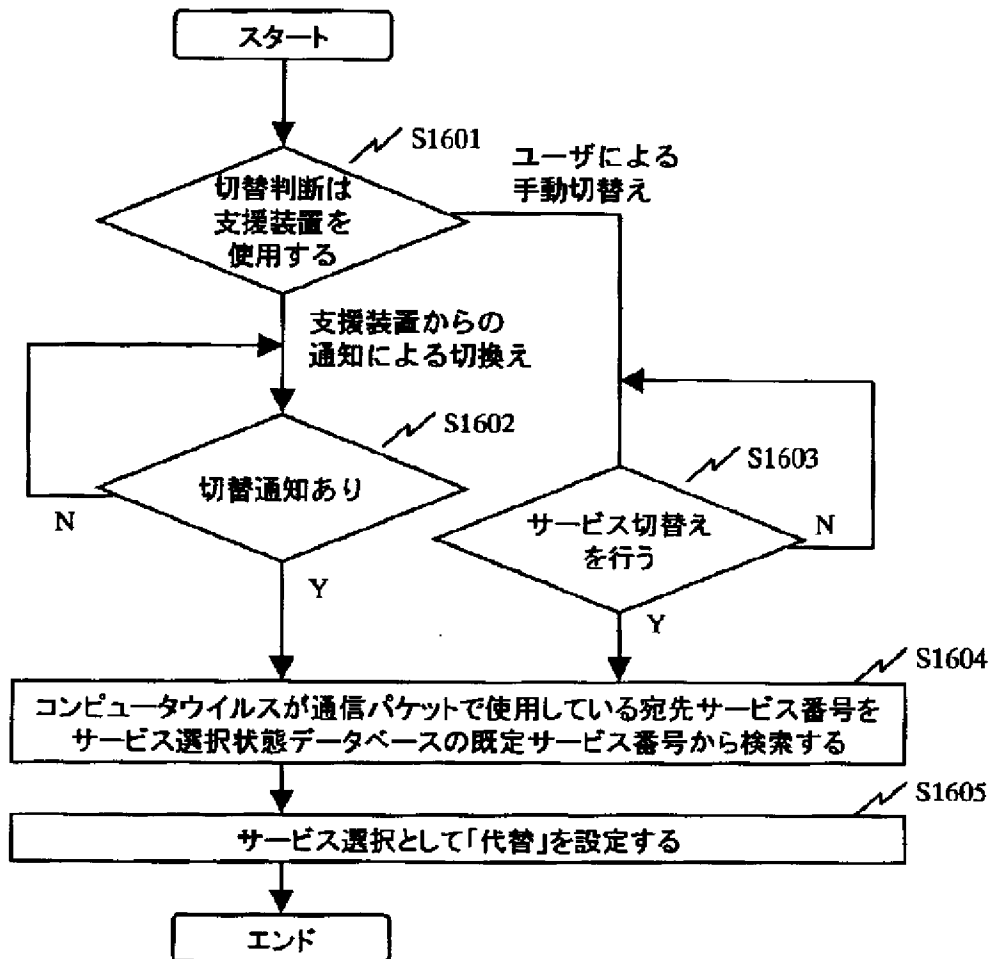 スタート
S1601
切替判断は
支援装置を
使用する
ユーザによる
手動切替え
支援装置からの
通知による切換え
S1602
切替通知あり
N
Y
S1603
サービス切替え
を行う
N
Y
S1604
コンピュータウイルスが通信パケットで使用している宛先サービス番号を
サービス選択状態データベースの既定サービス番号から検索する
S1605
サービス選択として「代替」を設定する
エンド